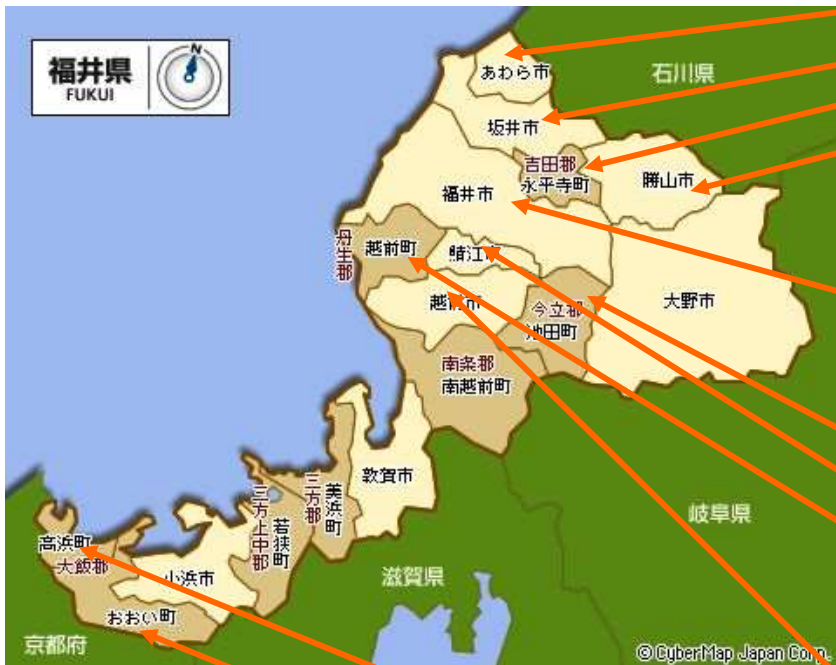 福井県
FUKUI
N
あわら市
石川県
坂井市
吉田郡
永平寺町
勝山市
福井市
丹生郡
越前町
鯖江市
越前市
今立郡
池田町
大野市
南条郡
南越前町
敦賀市
三方郡
美浜町
三方上中郡
若狭町
岐阜県
高浜町
大飯郡
小浜市
滋賀県
おおい町
京都府
© CyberMap Japan Corp.